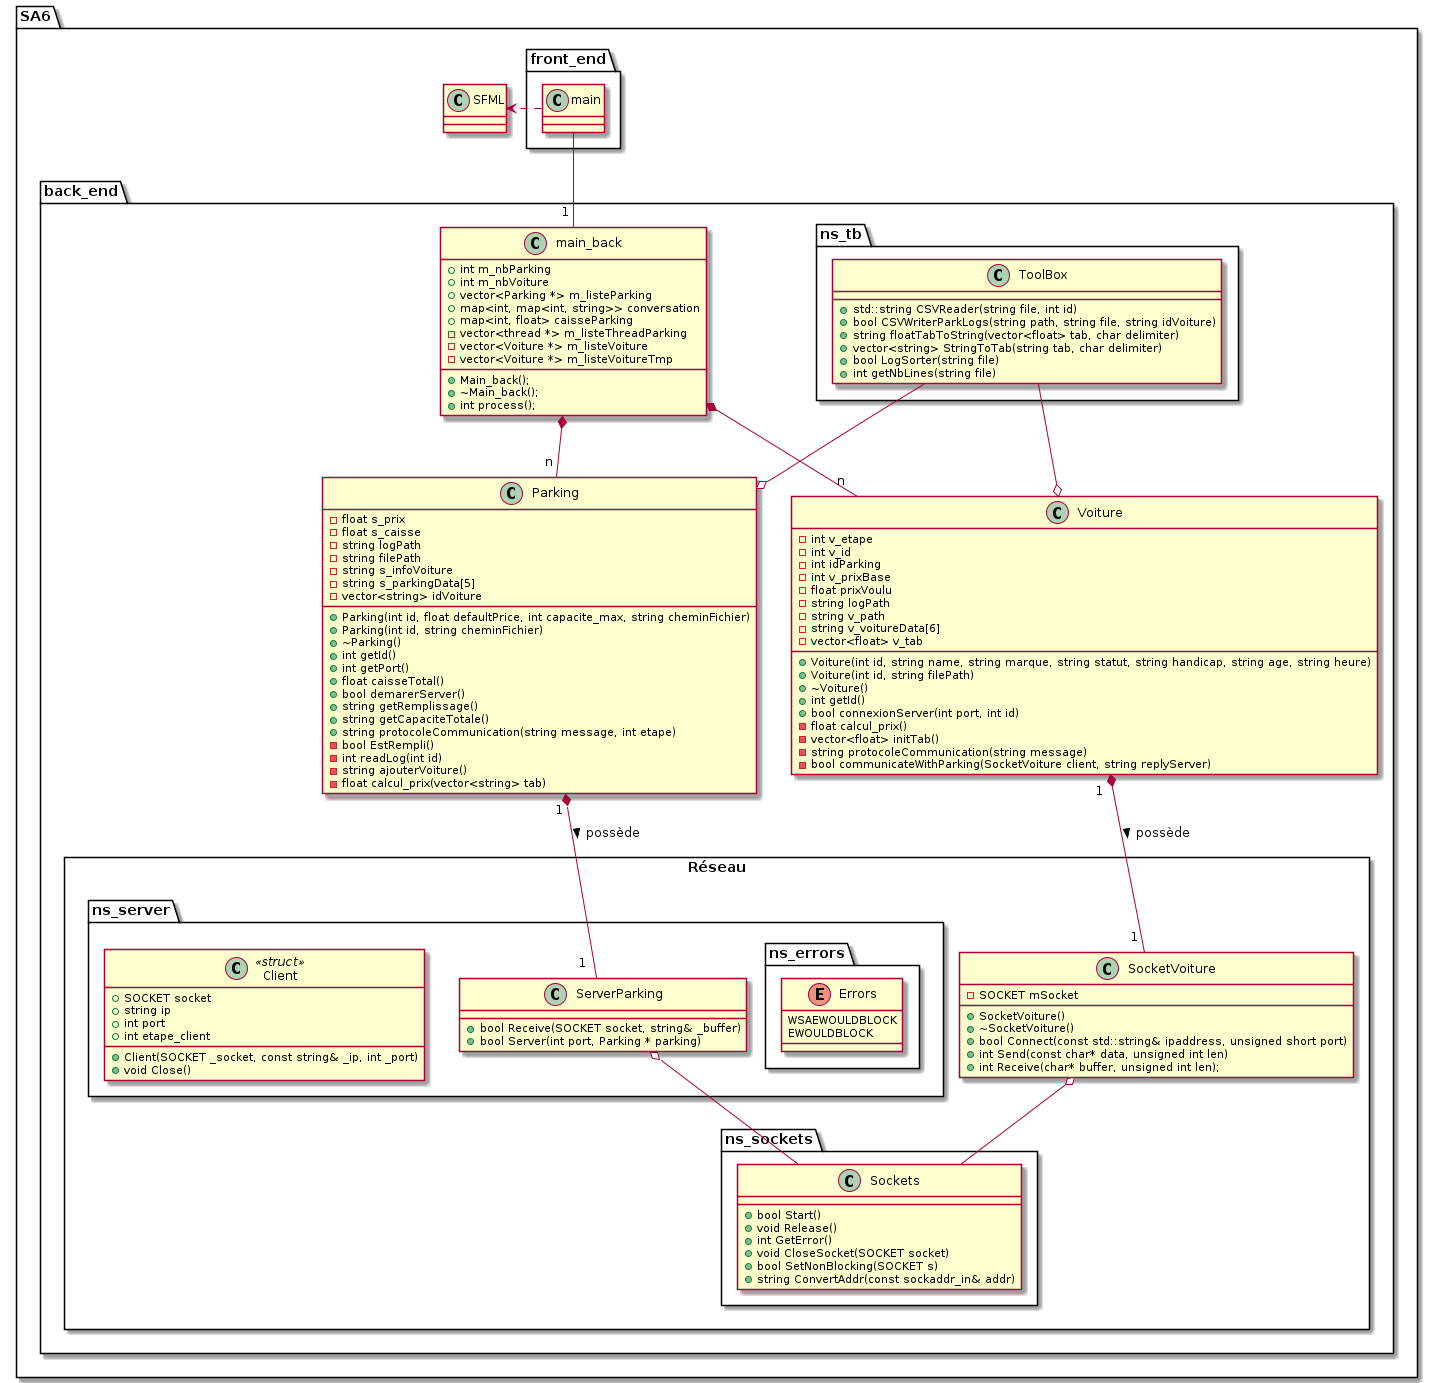 SA6
front_end
SFML
main
back_end
1
main_back
int m_nbParking
int m_nbVoiture
vector<Parking *> m_listeParking
map<int, map<int, string>> conversation
map<int, float> caisseParking
vector<thread *> m_listeThreadParking
vector<Voiture *> m_listeVoiture
vector<Voiture *> m_listeVoitureTmp
Main_back();
~Main_back();
int process();
ns_tb
ToolBox
std::string CSVReader(string file, int id)
bool CSVWriterParkLogs(string path, string file, string idVoiture)
string floatTabToString(vector<float> tab, char delimiter)
vector<string> StringToTab(string tab, char delimiter)
bool LogSorter(string file)
int getNbLines(string file)
n
n
Parking
float s_prix
float s_caisse
string logPath
string filePath
string s_infoVoiture
string s_parkingData[5]
vector<string> idVoiture
Parking(int id, float defaultPrice, int capacite_max, string cheminFichier)
Parking(int id, string cheminFichier)
~Parking()
int getId()
int getPort()
float caisseTotal()
bool demarerServer()
string getRemplissage()
string getCapaciteTotale()
string protocoleCommunication(string message, int etape)
bool EstRempli()
int readLog(int id)
string ajouterVoiture()
float calcul_prix(vector<string> tab)
Voiture
int v_etape
int v_id
int idParking
int v_prixBase
float prixVoulu
string logPath
string v_path
string v_voitureData[6]
vector<float> v_tab
Voiture(int id, string name, string marque, string statut, string handicap, string age, string heure)
Voiture(int id, string filePath)
~Voiture()
int getId()
bool connexionServer(int port, int id)
float calcul_prix()
vector<float> initTab()
string protocoleCommunication(string message)
bool communicateWithParking(SocketVoiture client, string replyServer)
1
possède
1
possède
Réseau
ns_server
«struct»
Client
SOCKET socket
string ip
int port
int etape_client
Client(SOCKET _socket, const string& _ip, int _port)
void Close()
1
ServerParking
bool Receive(SOCKET socket, string& _buffer)
bool Server(int port, Parking * parking)
ns_errors
Errors
WSAEWOULDBLOCK
EWOULDBLOCK
1
SocketVoiture
SOCKET mSocket
SocketVoiture()
~SocketVoiture()
bool Connect(const std::string& ipaddress, unsigned short port)
int Send(const char* data, unsigned int len)
int Receive(char* buffer, unsigned int len);
ns_sockets
Sockets
bool Start()
void Release()
int GetError()
void CloseSocket(SOCKET socket)
bool SetNonBlocking(SOCKET s)
string ConvertAddr(const sockaddr_in& addr)